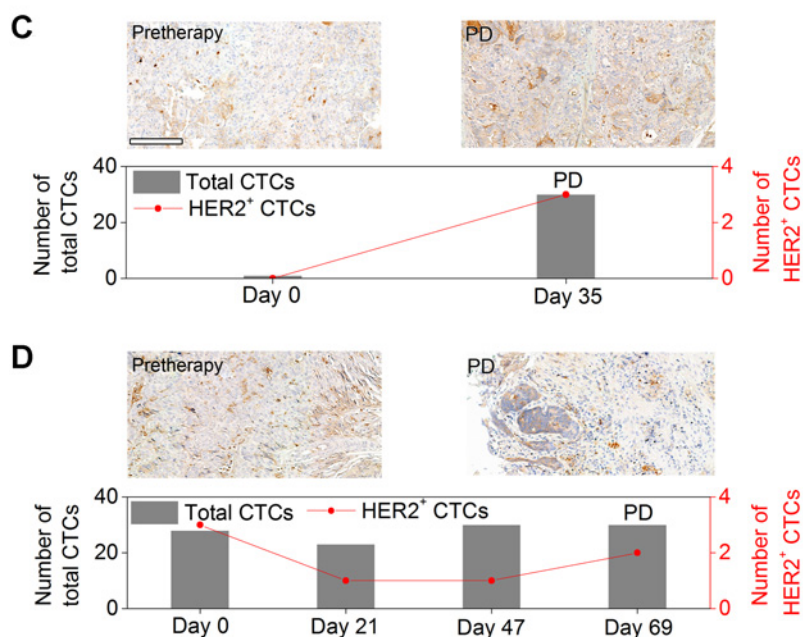 C
Pretherapy
PD
Number of
total CTCs
40
20
0
Total CTCs
HER2⁺ CTCs
PD
4
2
0
Number of
HER2⁺ CTCs
Day 0
Day 35
D
Pretherapy
PD
Number of
total CTCs
40
20
0
Total CTCs
HER2⁺ CTCs
PD
4
2
0
Number of
HER2⁺ CTCs
Day 0
Day 21
Day 47
Day 69